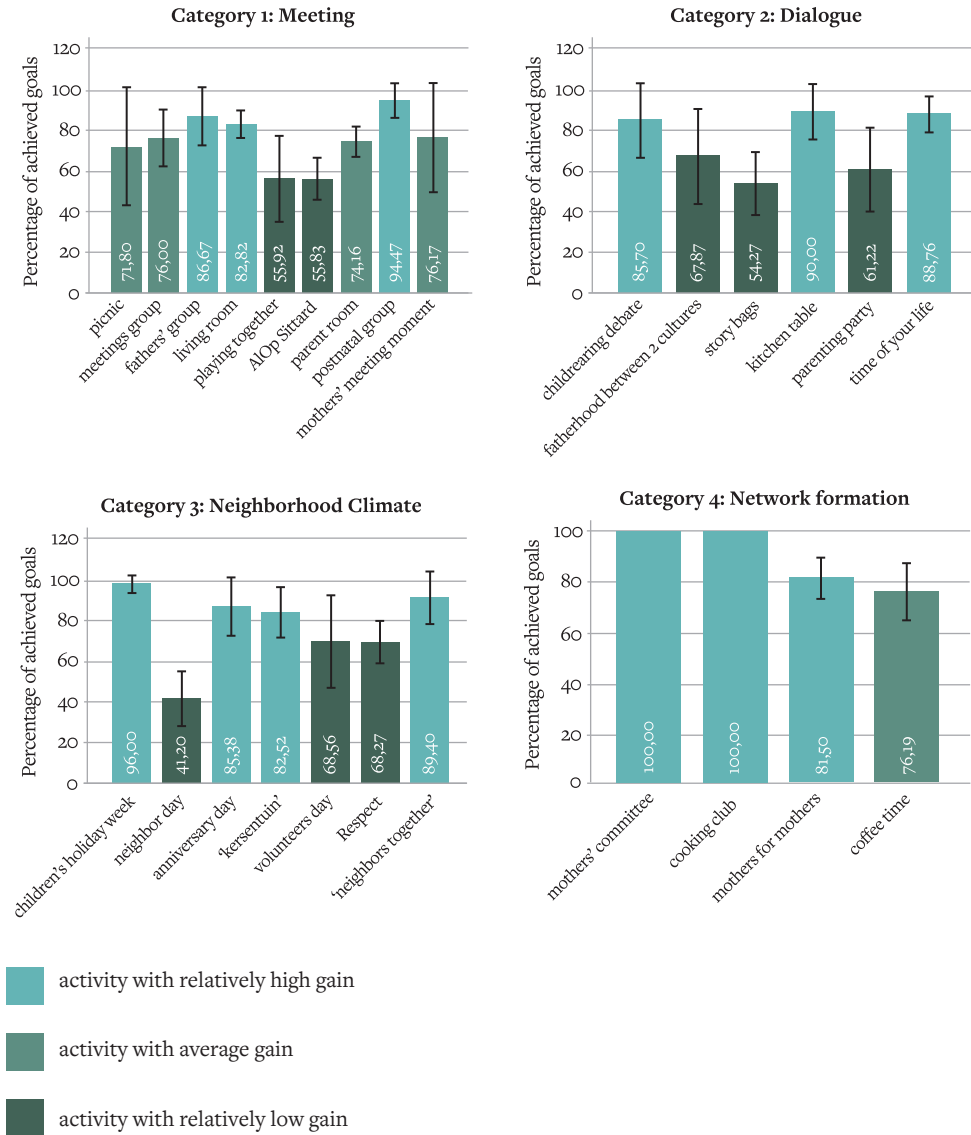 Category 1: Meeting
Percentage of achieved goals
120
100
80
60
40
20
0
71,80
76,00
86,67
82,82
55,92
55,83
74,16
94,47
76,17
picnic
meetings group
fathers' group
living room
playing together
AlOp Sittard
parent room
postnatal group
mothers' meeting moment
Category 2: Dialogue
Percentage of achieved goals
120
100
80
60
40
20
0
85,70
67,87
54,27
90,00
61,22
88,76
childrearing debate
fatherhood between 2 cultures
story bags
kitchen table
parenting party
time of your life
Category 3: Neighborhood Climate
Percentage of achieved goals
120
100
80
60
40
20
0
96,00
41,20
85,38
82,52
68,56
68,27
89,40
children's holiday week
neighbor day
anniversary day
'kersentuin'
volunteers day
Respect
'neighbors together'
Category 4: Network formation
Percentage of achieved goals
100
80
60
40
20
0
100,00
100,00
81,50
76,19
mothers' committee
cooking club
mothers for mothers
coffee time
activity with relatively high gain
activity with average gain
activity with relatively low gain